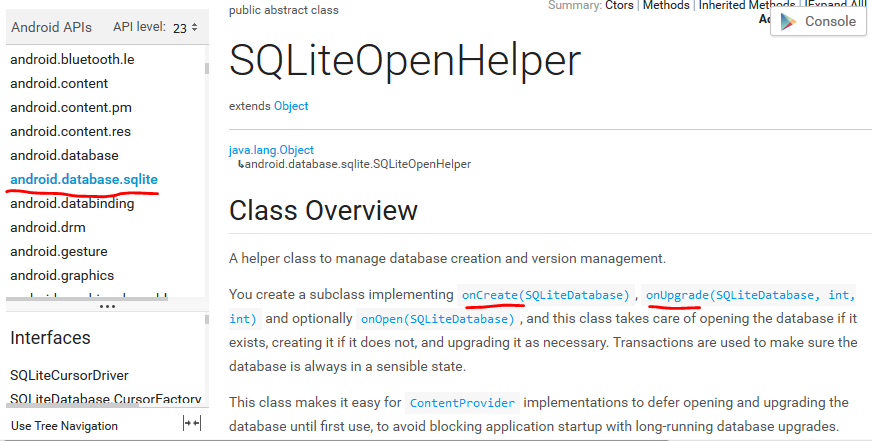 public abstract class
Summary: Ctors | Methods | Inherited Methods | [Expand All]
Console
Android APIs API level: 23
SQLiteOpenHelper
extends Object
java.lang.Object
↳android.database.sqlite.SQLiteOpenHelper
android.bluetooth.le
android.content
android.content.pm
android.content.res
android.database
android.database.sqlite
android.databinding
android.drm
android.gesture
android.graphics
Class Overview
A helper class to manage database creation and version management.
You create a subclass implementing onCreate(SQLiteDatabase) , onUpgrade(SQLiteDatabase, int,
int) and optionally onOpen(SQLiteDatabase) , and this class takes care of opening the database if it
exists, creating it if it does not, and upgrading it as necessary. Transactions are used to make sure the
database is always in a sensible state.
This class makes it easy for ContentProvider implementations to defer opening and upgrading the
database until first use, to avoid blocking application startup with long-running database upgrades.
Interfaces
SQLiteCursorDriver
SQLiteDatabase.CursorFactory
Use Tree Navigation